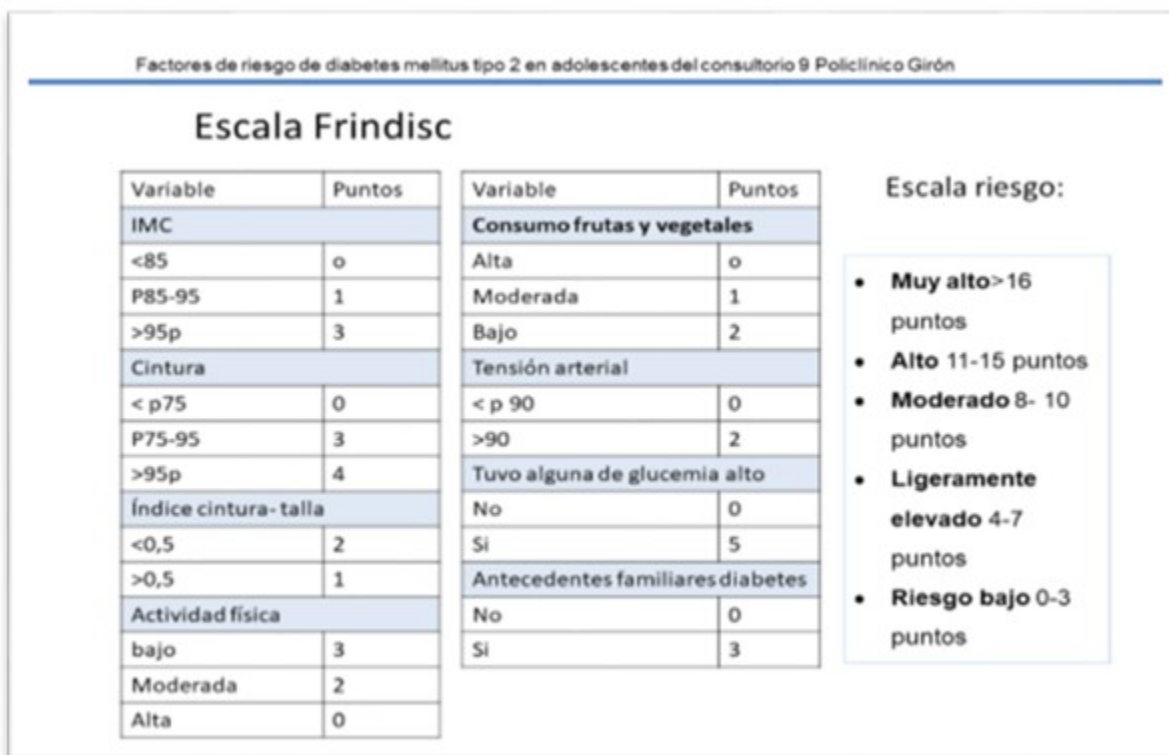 Factores de riesgo de diabetes mellitus tipo 2 en adolescentes del consultorio 9 Policlínico Girón
Escala Frindisc
Variable Puntos
IMC
<85 o
P85-95 1
>95p 3
Cintura
< p75 0
P75-95 3
>95p 4
Índice cintura- talla
<0,5 2
>0,5 1
Actividad física
bajo 3
Moderada 2
Alta 0
Variable Puntos
Consumo frutas y vegetales
Alta o
Moderada 1
Bajo 2
Tensión arterial
< p 90 0
>90 2
Tuvo alguna de glucemia alto
No 0
Si 5
Antecedentes familiares diabetes
No 0
Si 3
Escala riesgo:
• Muy alto>16
puntos
• Alto 11-15 puntos
• Moderado 8- 10
puntos
• Ligeramente
elevado 4-7
puntos
• Riesgo bajo 0-3
puntos